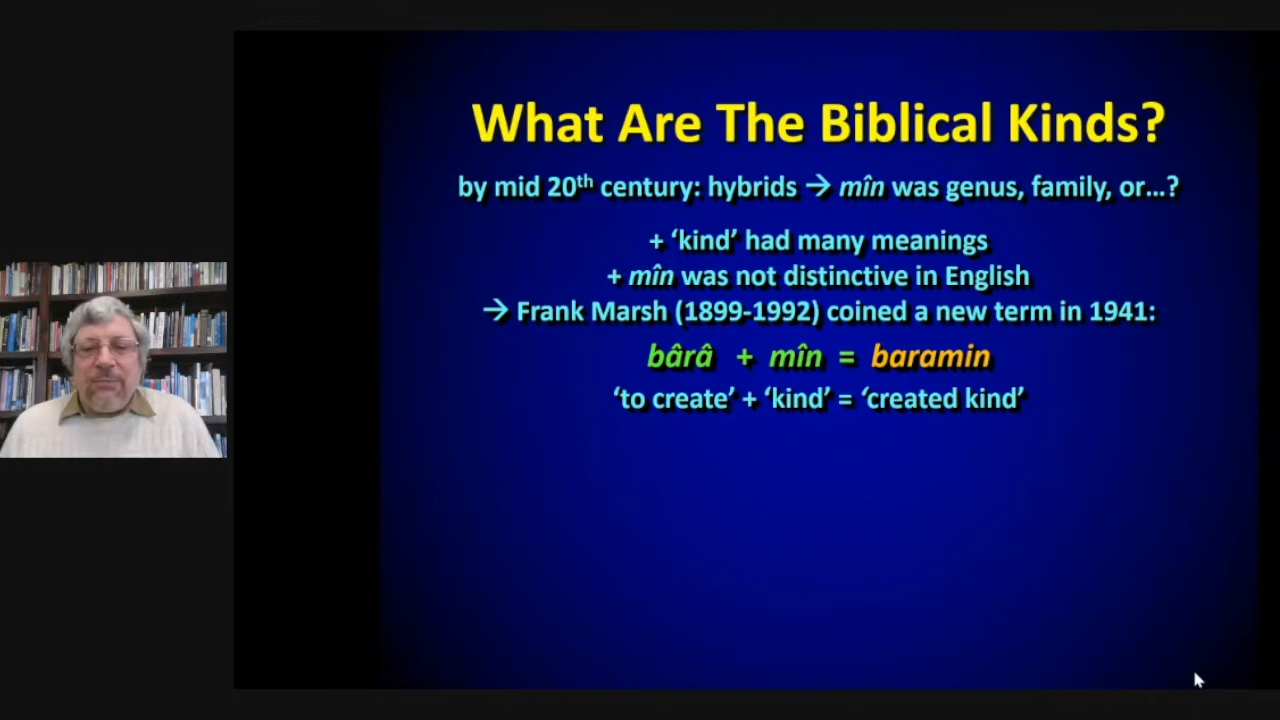 What Are The Biblical Kinds?
by mid 20th century: hybrids → mîn was genus, family, or…?
+ ‘kind’ had many meanings
+ mîn was not distinctive in English
→ Frank Marsh (1899-1992) coined a new term in 1941:
bârâ + mîn = baramin
‘to create’ + ‘kind’ = ‘created kind’